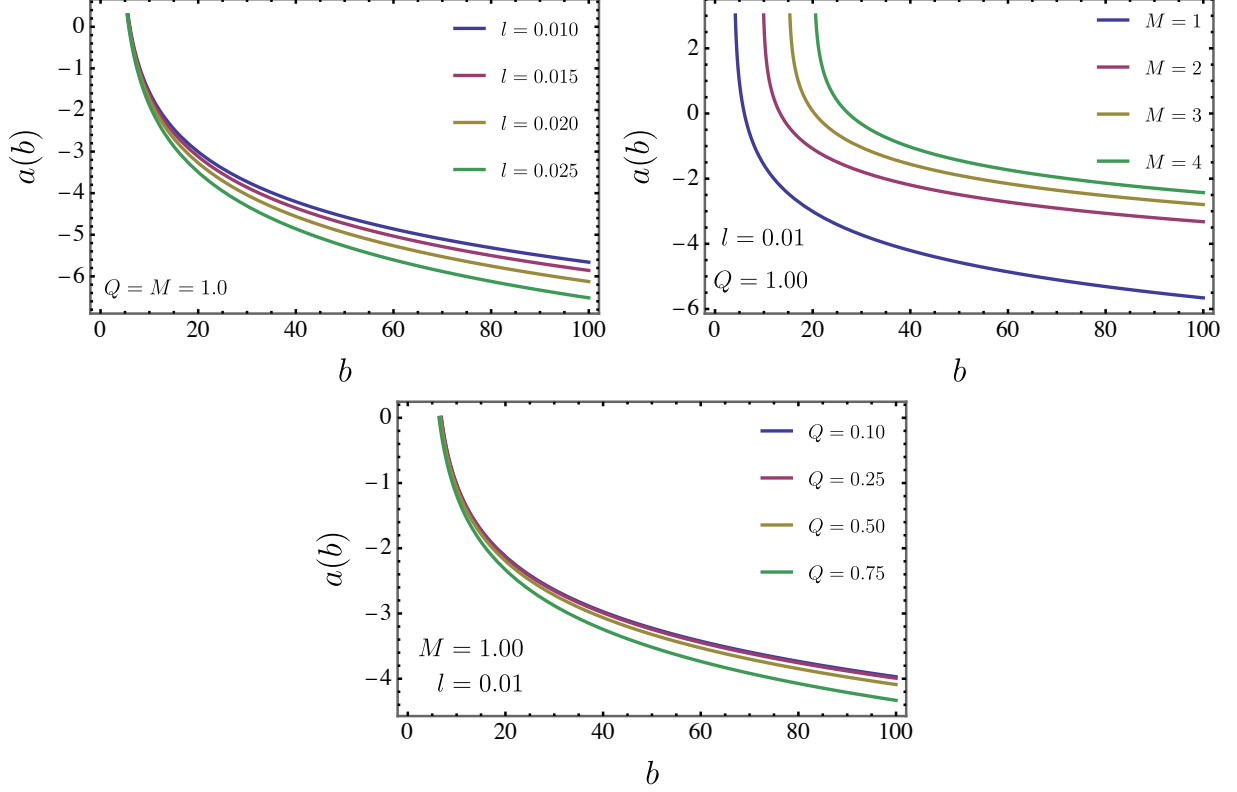 a(b)
0
−1
−2
−3
−4
−5
−6
l = 0.010
l = 0.015
l = 0.020
l = 0.025
Q = M = 1.0
0 20 40 60 80 100
b
a(b)
2
0
−2
−4
−6
M = 1
M = 2
M = 3
M = 4
l = 0.01
Q = 1.00
0 20 40 60 80 100
b
a(b)
0
−1
−2
−3
−4
Q = 0.10
Q = 0.25
Q = 0.50
Q = 0.75
M = 1.00
l = 0.01
0 20 40 60 80 100
b